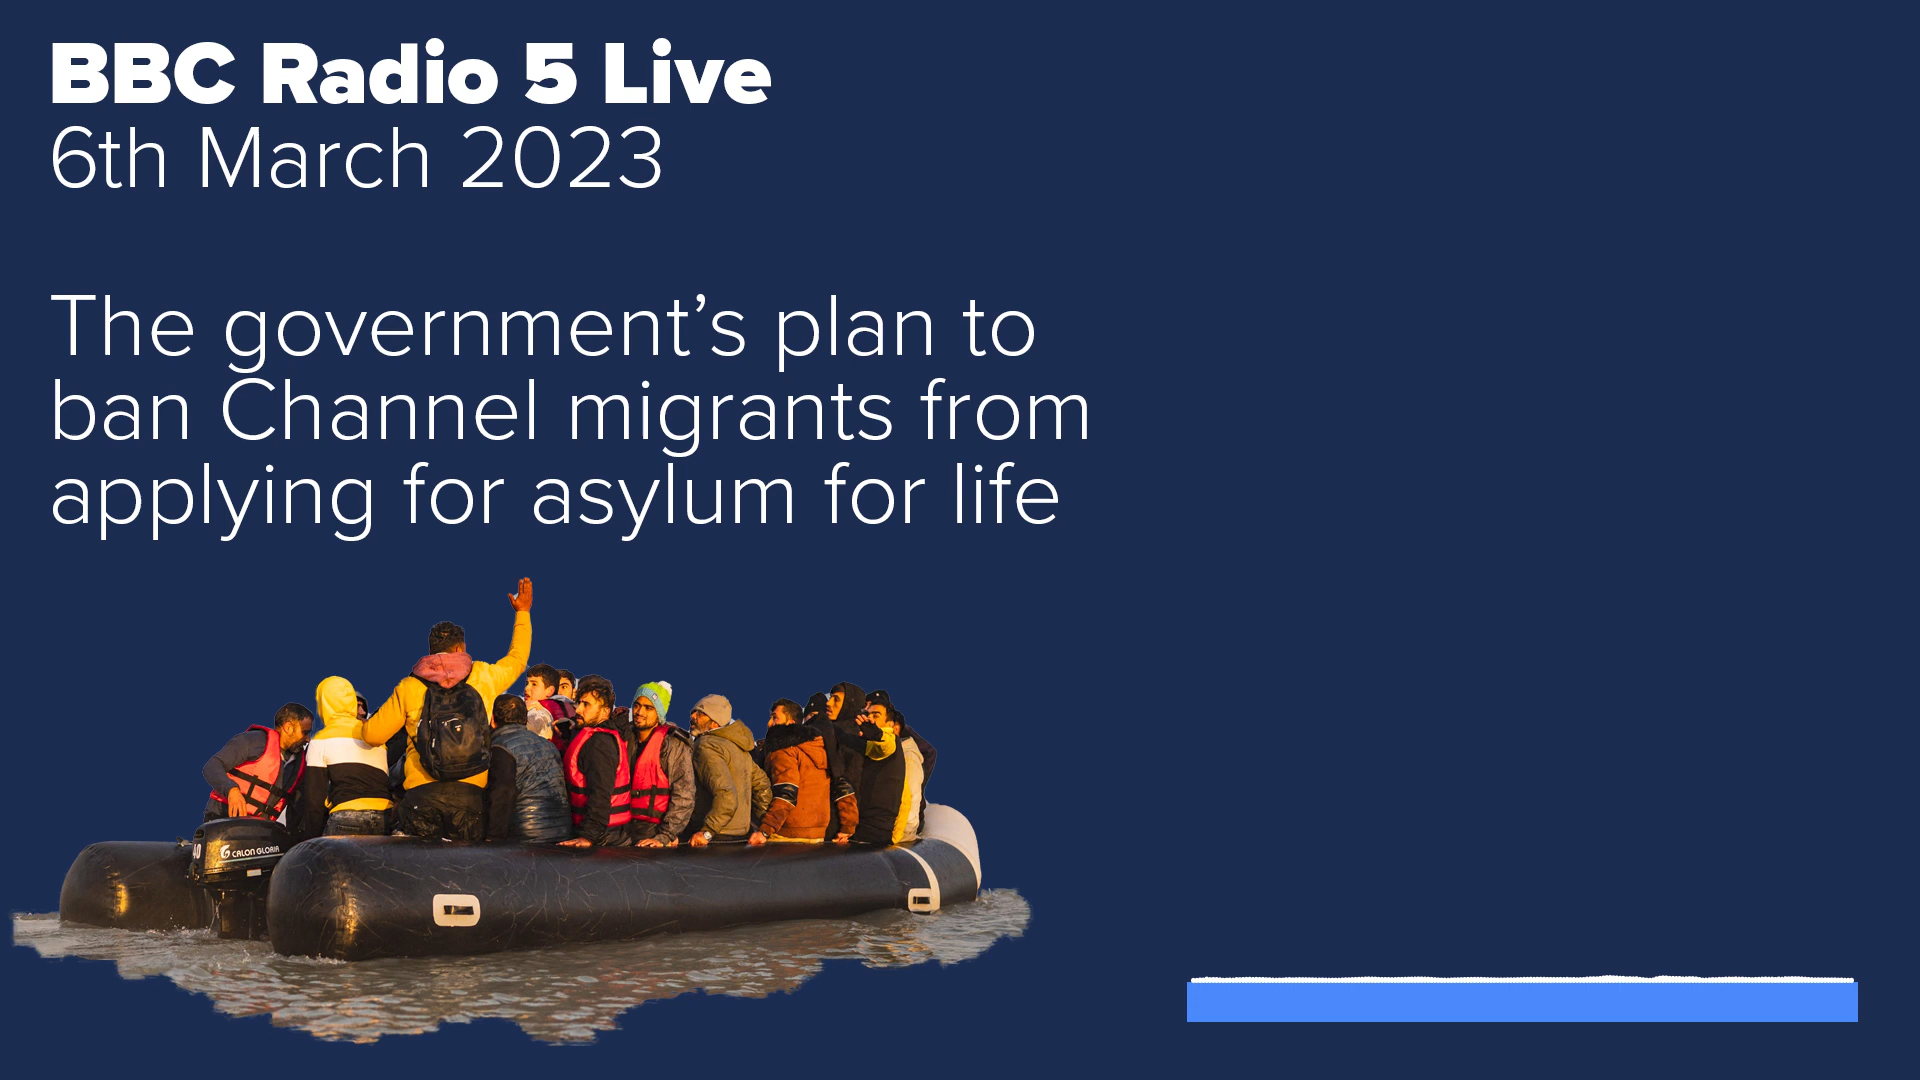 BBC Radio 5 Live
6th March 2023
The government’s plan to
ban Channel migrants from
applying for asylum for life
40
CALON GLORIA